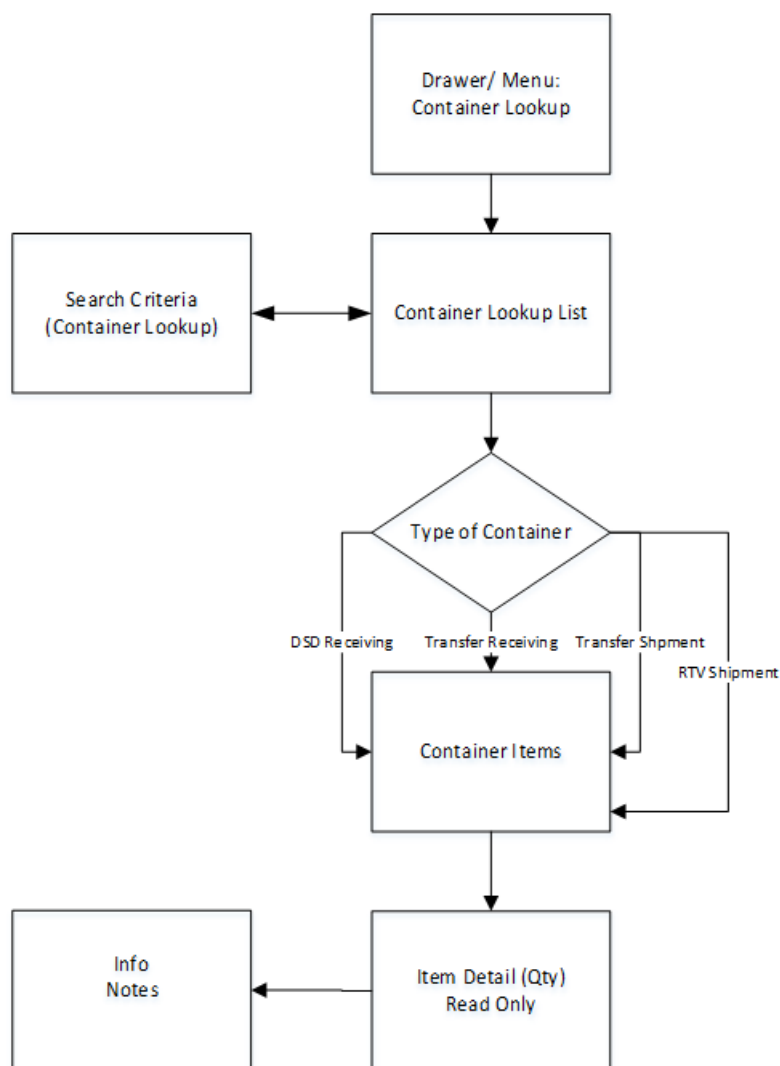 Drawer/ Menu:
Container Lookup
Search Criteria
(Container Lookup)
Container Lookup List
Type of Container
DSD Receiving
Transfer Receiving
Transfer Shpment
RTV Shipment
Container Items
Info
Notes
Item Detail (Qty)
Read Only